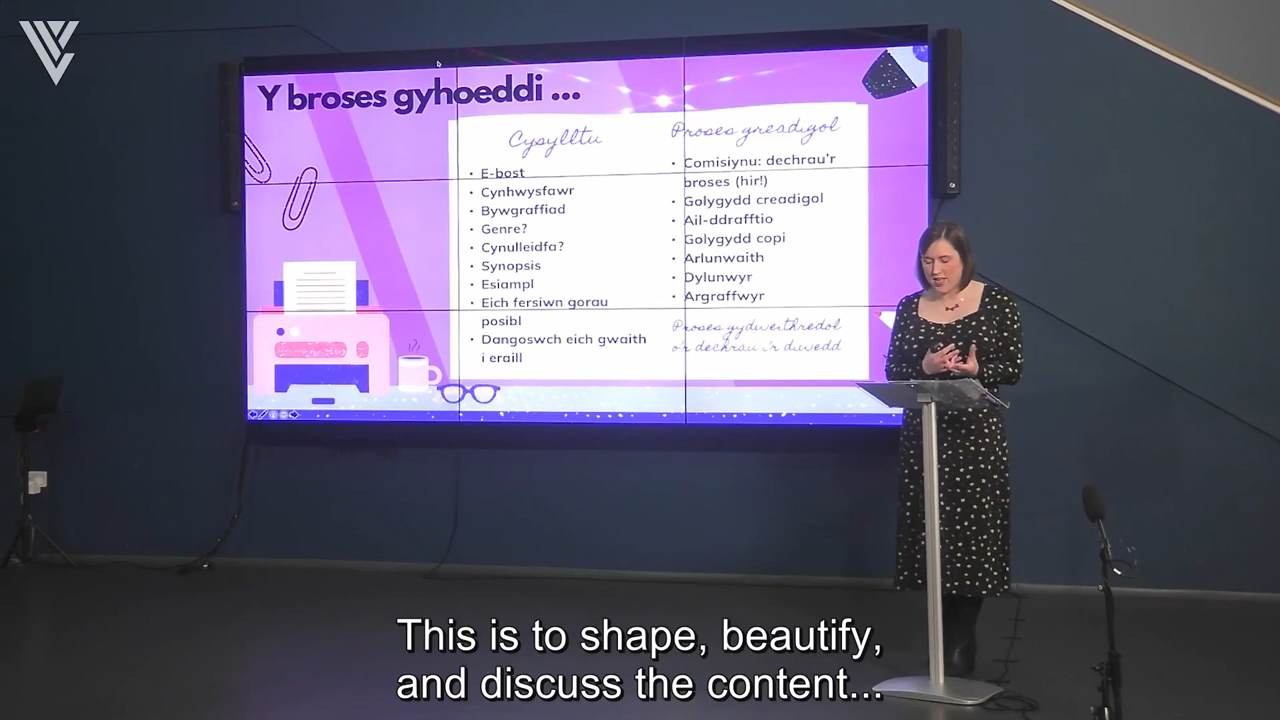 Y broses gyhoeddi ...
Cysylltu
• E-bost
• Cynhwysfawr
• Bywgraffiad
• Genre?
• Cynulleidfa?
• Synopsis
• Esiampl
• Eich fersiwn gorau
posibl
• Dangoswch eich gwaith
i eraill
Proses greadigol
• Comisiynu: dechrau'r
broses (hir!)
• Golygydd creadigol
• Ail-ddrafftio
• Golygydd copi
• Arlunwaith
• Dylunwyr
• Argraffwyr
Proses gydweithredol
o'r dechrau i'r diwedd
This is to shape, beautify,
and discuss the content...